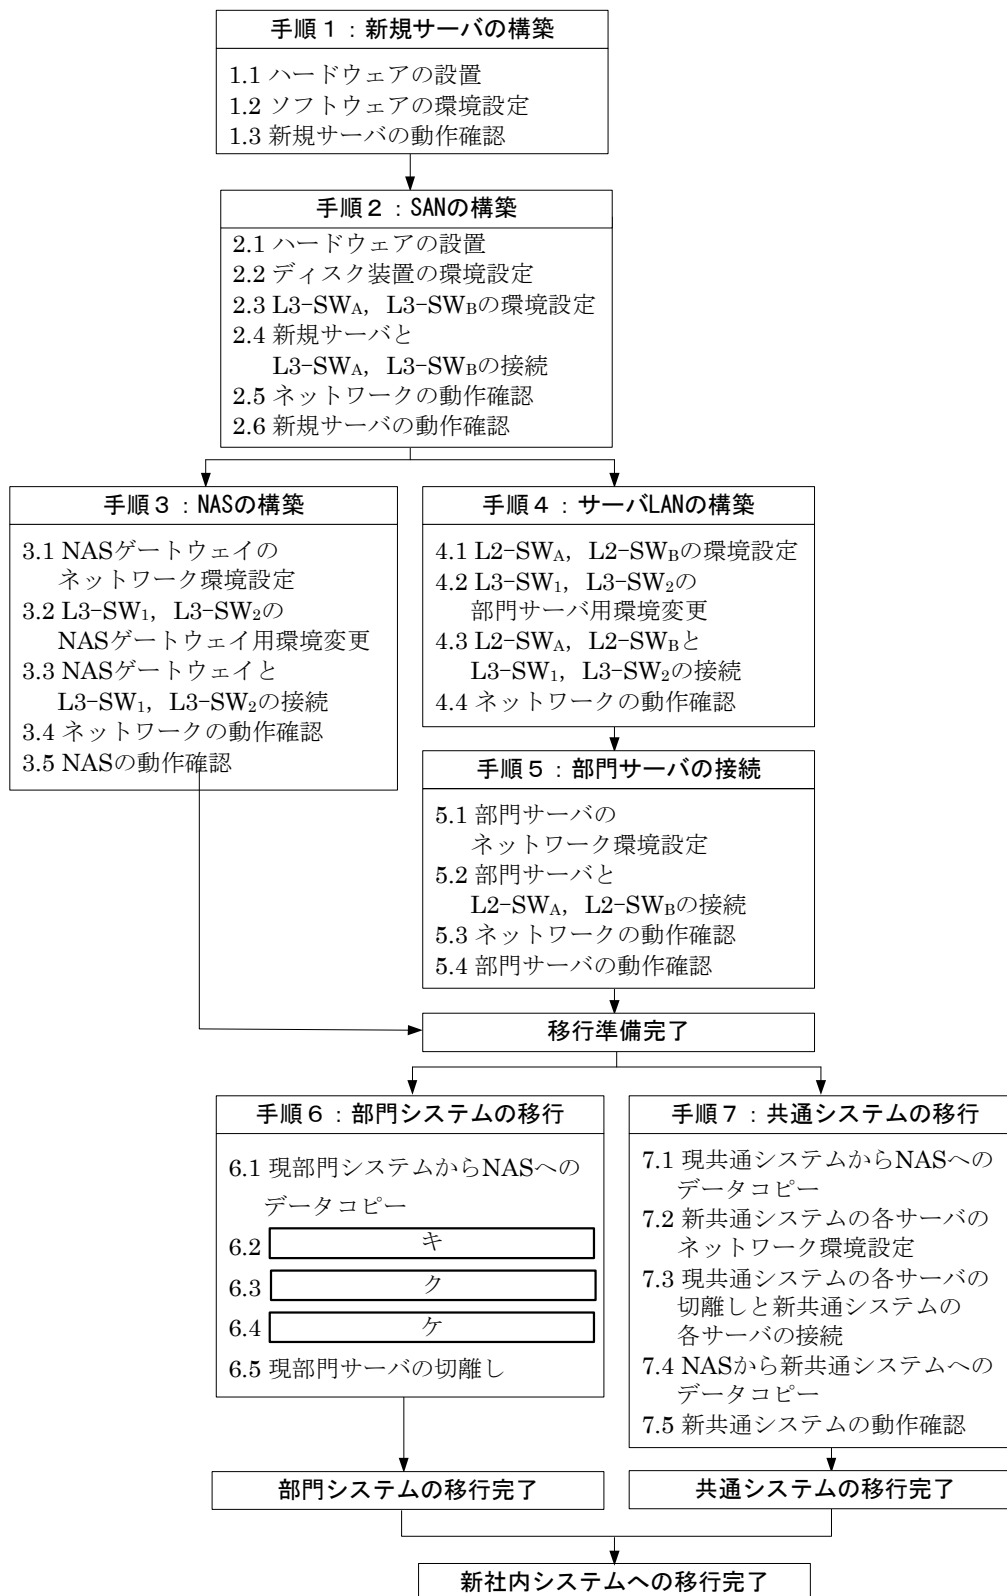 手順１：新規サーバの構築
1.1 ハードウェアの設置
1.2 ソフトウェアの環境設定
1.3 新規サーバの動作確認
手順２：SANの構築
2.1 ハードウェアの設置
2.2 ディスク装置の環境設定
2.3 L3-SWA，L3-SWBの環境設定
2.4 新規サーバと
L3-SWA，L3-SWBの接続
2.5 ネットワークの動作確認
2.6 新規サーバの動作確認
手順３：NASの構築
3.1 NASゲートウェイの
ネットワーク環境設定
3.2 L3-SW1，L3-SW2の
NASゲートウェイ用環境変更
3.3 NASゲートウェイと
L3-SW1，L3-SW2の接続
3.4 ネットワークの動作確認
3.5 NASの動作確認
手順４：サーバLANの構築
4.1 L2-SWA，L2-SWBの環境設定
4.2 L3-SW1，L3-SW2の
部門サーバ用環境変更
4.3 L2-SWA，L2-SWBと
L3-SW1，L3-SW2の接続
4.4 ネットワークの動作確認
手順５：部門サーバの接続
5.1 部門サーバの
ネットワーク環境設定
5.2 部門サーバと
L2-SWA，L2-SWBの接続
5.3 ネットワークの動作確認
5.4 部門サーバの動作確認
移行準備完了
手順６：部門システムの移行
6.1 現部門システムからNASへの
データコピー
6.2 キ
6.3 ク
6.4 ケ
6.5 現部門サーバの切離し
手順７：共通システムの移行
7.1 現共通システムからNASへの
データコピー
7.2 新共通システムの各サーバの
ネットワーク環境設定
7.3 現共通システムの各サーバの
切離しと新共通システムの
各サーバの接続
7.4 NASから新共通システムへの
データコピー
7.5 新共通システムの動作確認
部門システムの移行完了
共通システムの移行完了
新社内システムへの移行完了